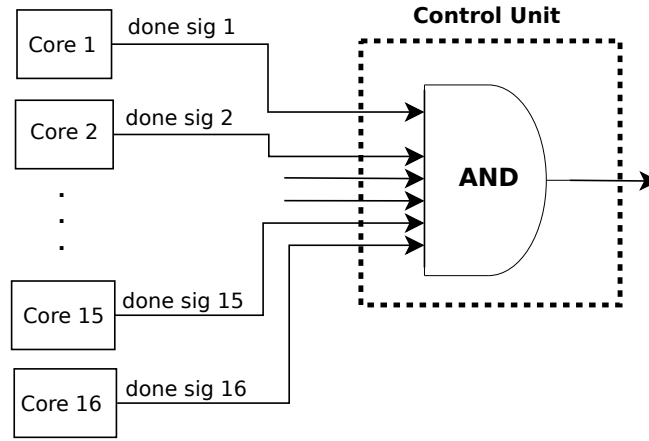 Control Unit
Core 1
done sig 1
Core 2
done sig 2
AND
Core 15
done sig 15
Core 16
done sig 16